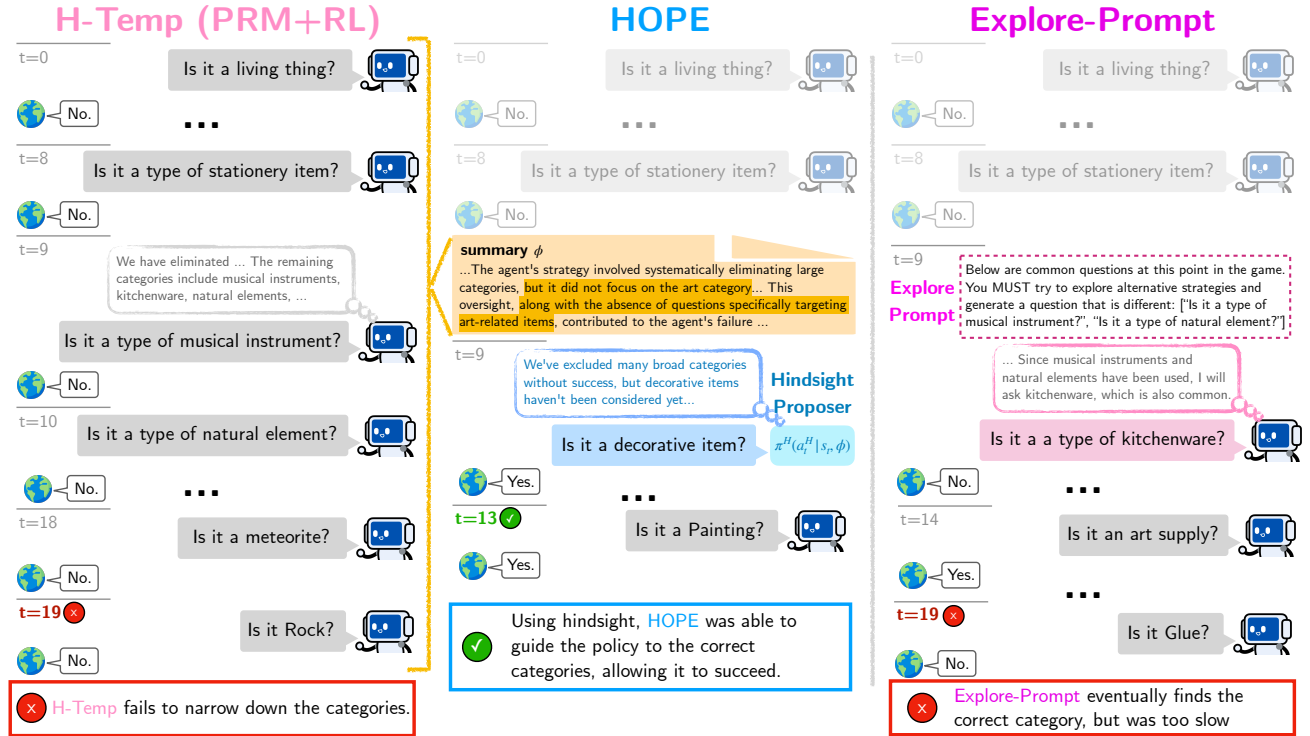 H-Temp (PRM+RL)
t=0
Is it a living thing?
No.
...
t=8
Is it a type of stationery item?
No.
t=9
We have eliminated ... The remaining
categories include musical instruments,
kitchenware, natural elements, ...
Is it a type of musical instrument?
No.
t=10
Is it a type of natural element?
No.
...
t=18
Is it a meteorite?
No.
t=19 x
Is it Rock?
No.
x H-Temp fails to narrow down the categories.
HOPE
t=0
Is it a living thing?
No.
...
t=8
Is it a type of stationery item?
No.
summary ϕ
...The agent's strategy involved systematically eliminating large
categories, but it did not focus on the art category... This
oversight, along with the absence of questions specifically targeting
art-related items, contributed to the agent's failure ...
t=9
We've excluded many broad categories
without success, but decorative items
haven't been considered yet...
Hindsight
Proposer
Is it a decorative item?
π^H(a_t^H|s_t, ϕ)
Yes.
...
t=13 ✓
Is it a Painting?
Yes.
✓
Using hindsight, HOPE was able to
guide the policy to the correct
categories, allowing it to succeed.
Explore-Prompt
t=0
Is it a living thing?
No.
...
t=8
Is it a type of stationery item?
No.
t=9
Explore
Prompt
Below are common questions at this point in the game.
You MUST try to explore alternative strategies and
generate a question that is different: ["Is it a type of
musical instrument?", "Is it a type of natural element?"]
... Since musical instruments and
natural elements have been used, I will
ask kitchenware, which is also common.
Is it a a type of kitchenware?
No.
...
t=14
Is it an art supply?
Yes.
...
t=19 x
Is it Glue?
No.
x
Explore-Prompt eventually finds the
correct category, but was too slow